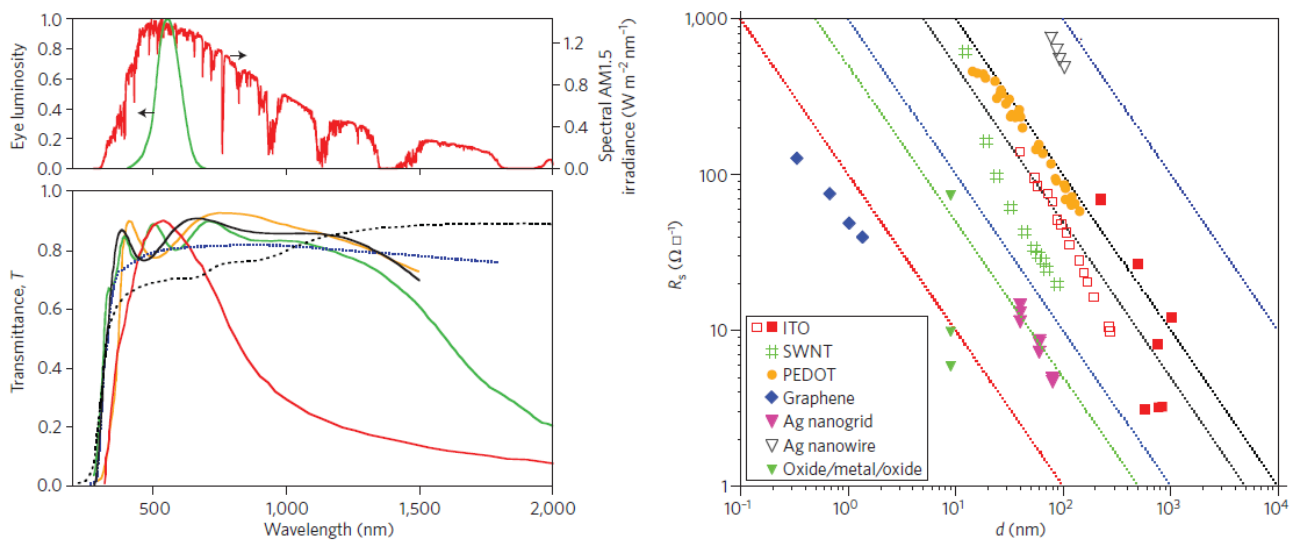 Eye luminosity
1.0
0.8
0.6
0.4
0.2
0.0
1.2
0.8
0.4
0.0
Spectral AM1.5
irradiance (W m⁻² nm⁻¹)
Transmittance, T
1.0
0.8
0.6
0.4
0.2
0.0
500
1,000
1,500
2,000
Wavelength (nm)
Rₛ (Ω □⁻¹)
1,000
100
10
1
10⁻¹
10⁰
10¹
10²
10³
10⁴
d (nm)
ITO
SWNT
PEDOT
Graphene
Ag nanogrid
Ag nanowire
Oxide/metal/oxide